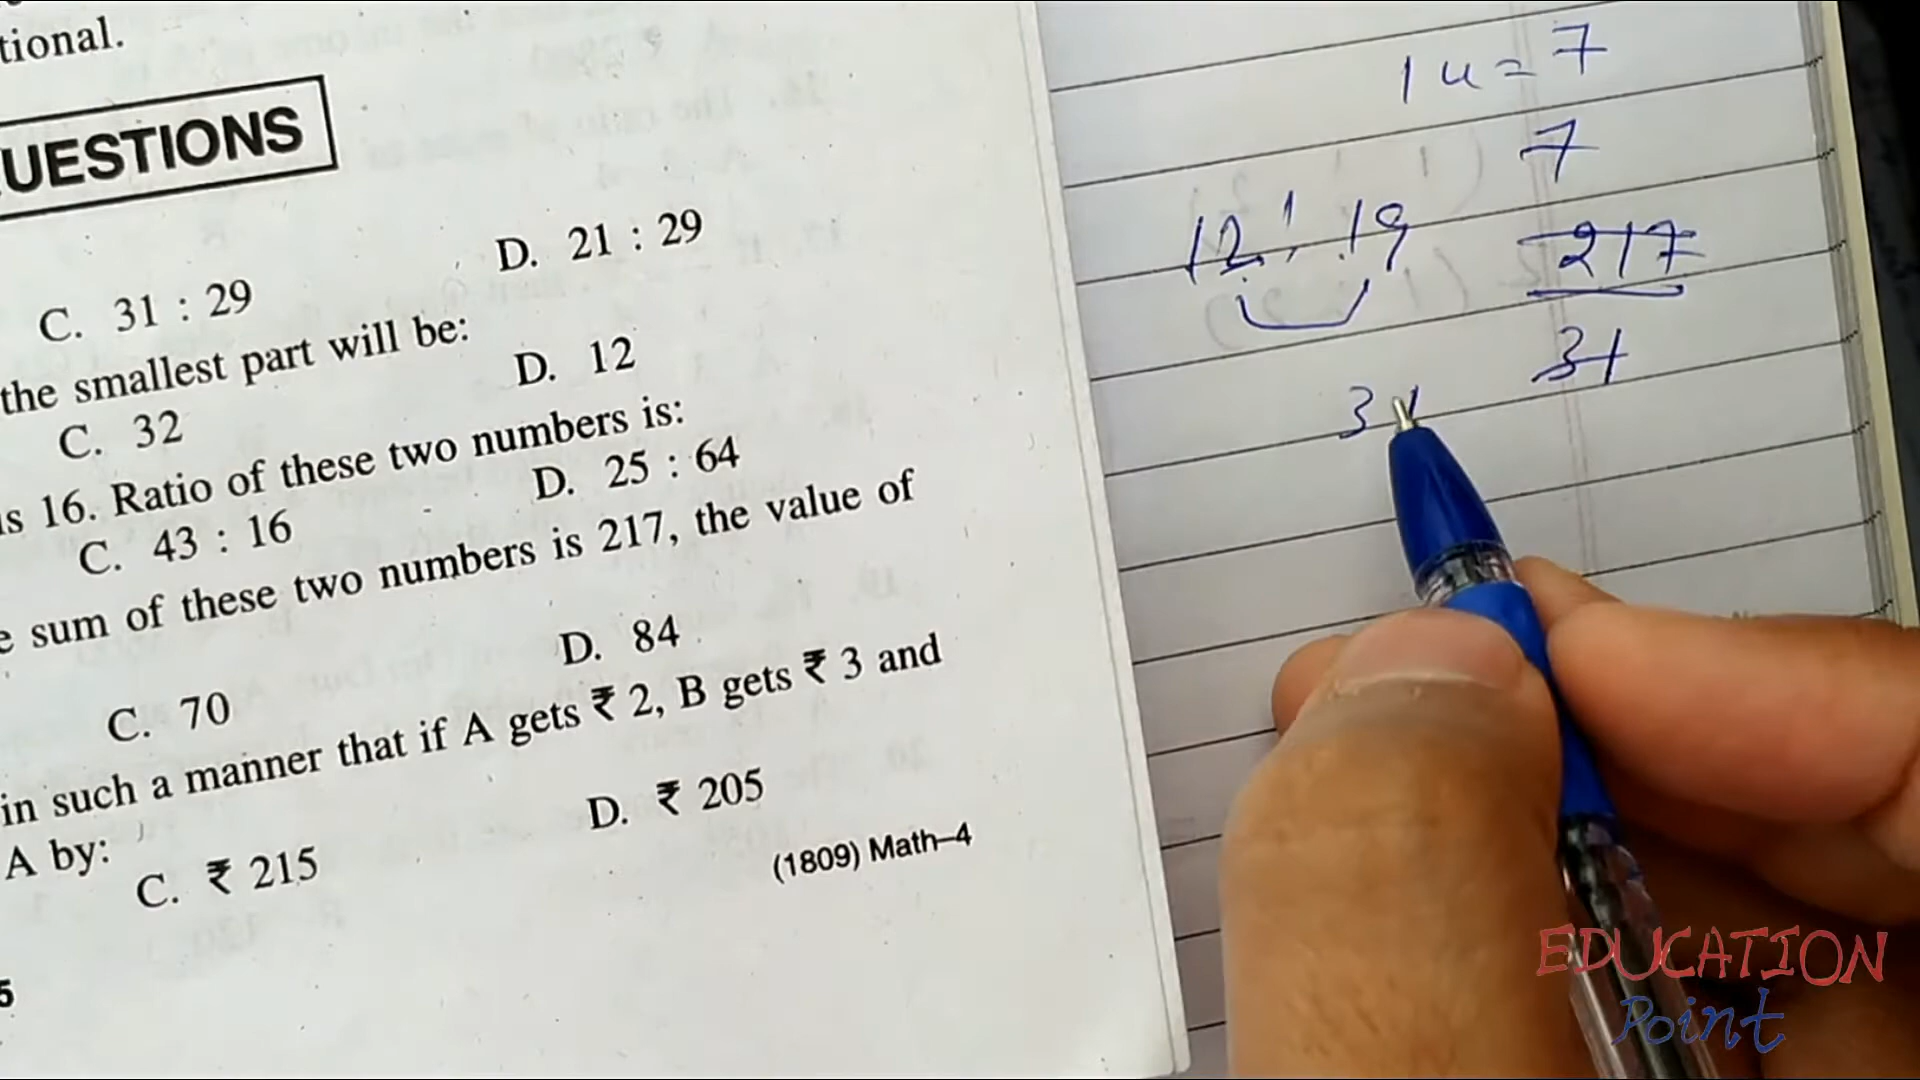 tional.
QUESTIONS
C. 31 : 29 D. 21 : 29
the smallest part will be:
C. 32 D. 12
is 16. Ratio of these two numbers is:
C. 43 : 16 D. 25 : 64
e sum of these two numbers is 217, the value of
C. 70 D. 84
in such a manner that if A gets ₹ 2, B gets ₹ 3 and
A by:
C. ₹ 215 D. ₹ 205
(1809) Math–4
5
1 u = 7
7
12 : 19 217
31
31
EDUCATION
Point